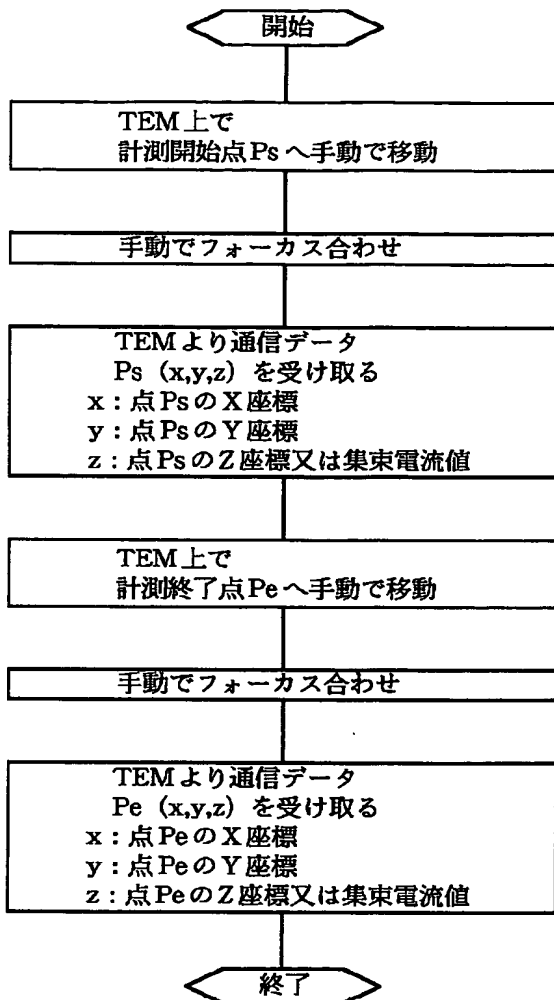 開始
TEM上で
計測開始点Psへ手動で移動
手動でフォーカス合わせ
TEMより通信データ
Ps（x,y,z）を受け取る
x：点PsのX座標
y：点PsのY座標
z：点PsのZ座標又は集束電流値
TEM上で
計測終了点Peへ手動で移動
手動でフォーカス合わせ
TEMより通信データ
Pe（x,y,z）を受け取る
x：点PeのX座標
y：点PeのY座標
z：点PeのZ座標又は集束電流値
終了